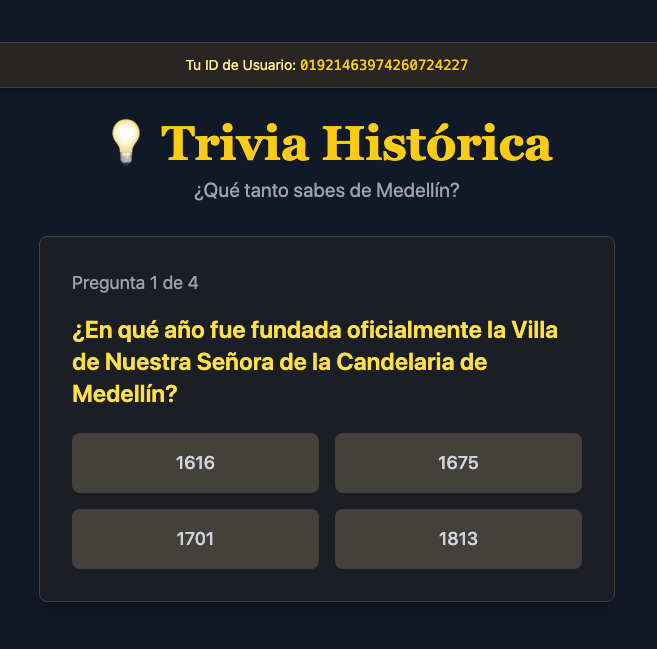 Tu ID de Usuario: 01921463974260724227
Trivia Histórica
¿Qué tanto sabes de Medellín?
Pregunta 1 de 4
¿En qué año fue fundada oficialmente la Villa
de Nuestra Señora de la Candelaria de
Medellín?
1616
1675
1701
1813